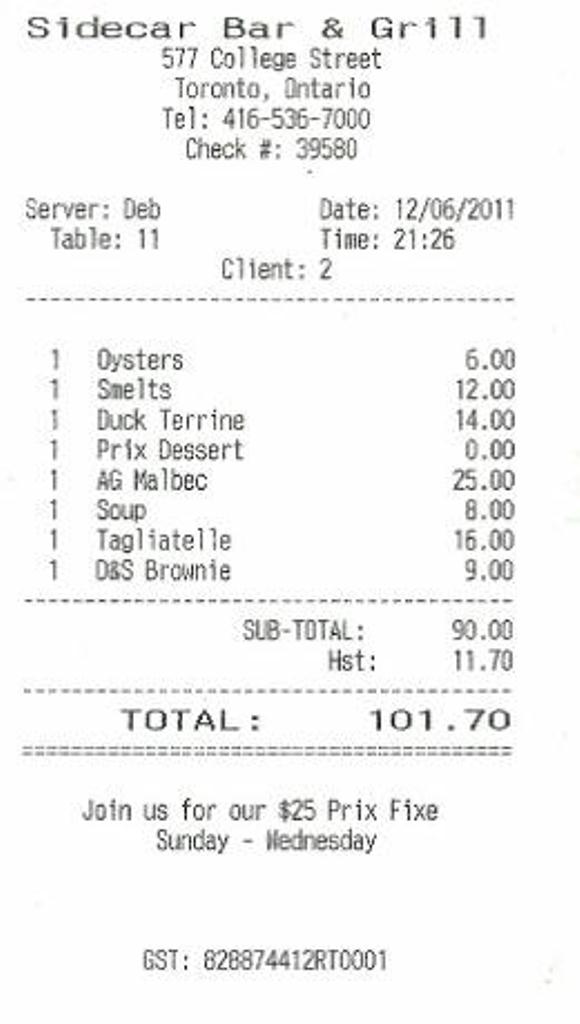 Sidecar Bar & Grill
577 College Street
Toronto, Ontario
Tel: 416-536-7000
Check #: 39580
Server: Deb Date: 12/06/2011
Table: 11 Time: 21:26
Client: 2
1 Oysters 6.00
1 Smelts 12.00
1 Duck Terrine 14.00
1 Prix Dessert 0.00
1 AG Malbec 25.00
1 Soup 8.00
1 Tagliatelle 16.00
1 D&S Brownie 9.00
SUB-TOTAL: 90.00
Hst: 11.70
TOTAL: 101.70
Join us for our $25 Prix Fixe
Sunday - Wednesday
GST: 828874412RT0001